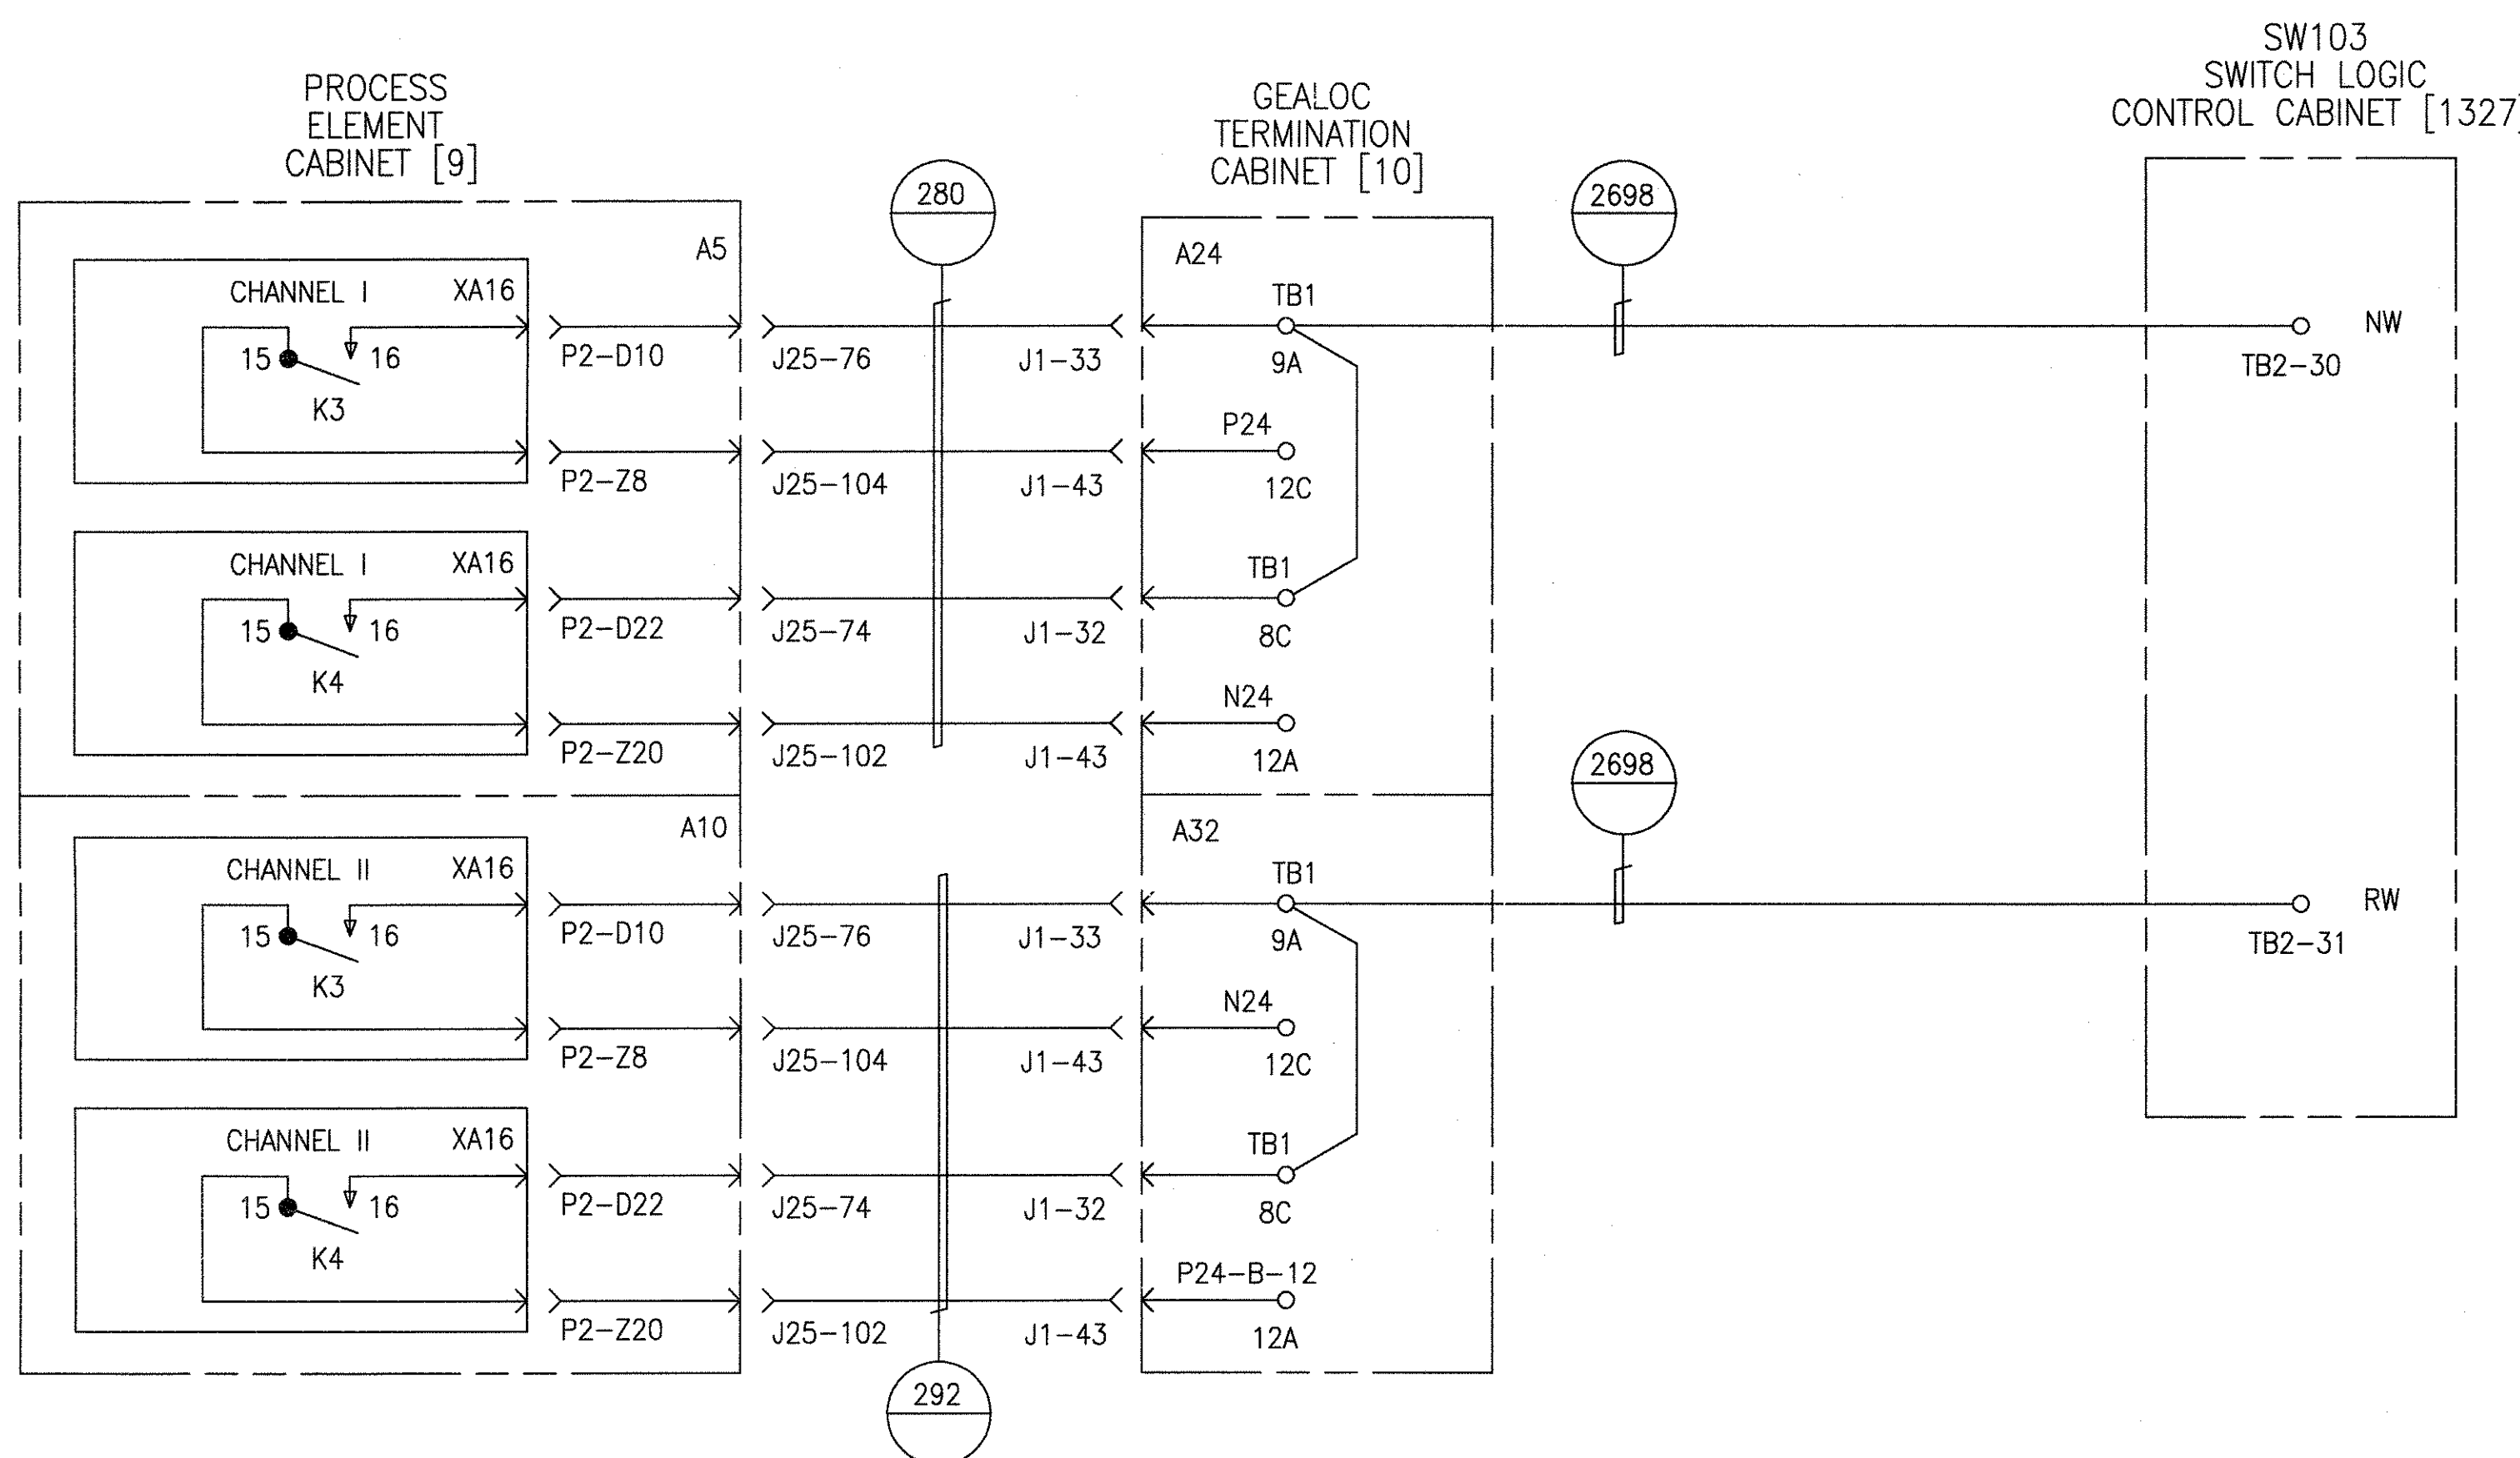 PROCESS
ELEMENT
CABINET [9]
GEALOC
TERMINATION
CABINET [10]
SW103
SWITCH LOGIC
CONTROL CABINET [1327]
280
2698
A5
A24
CHANNEL I XA16
15 16
K3
P2-D10
J25-76
J1-33
TB1
9A
NW
TB2-30
P2-Z8
J25-104
J1-43
P24
12C
CHANNEL I XA16
15 16
K4
P2-D22
J25-74
J1-32
TB1
8C
P2-Z20
J25-102
J1-43
N24
12A
2698
A10
A32
CHANNEL II XA16
15 16
K3
P2-D10
J25-76
J1-33
TB1
9A
RW
TB2-31
P2-Z8
J25-104
J1-43
N24
12C
CHANNEL II XA16
15 16
K4
P2-D22
J25-74
J1-32
TB1
8C
P2-Z20
J25-102
J1-43
P24-B-12
12A
292